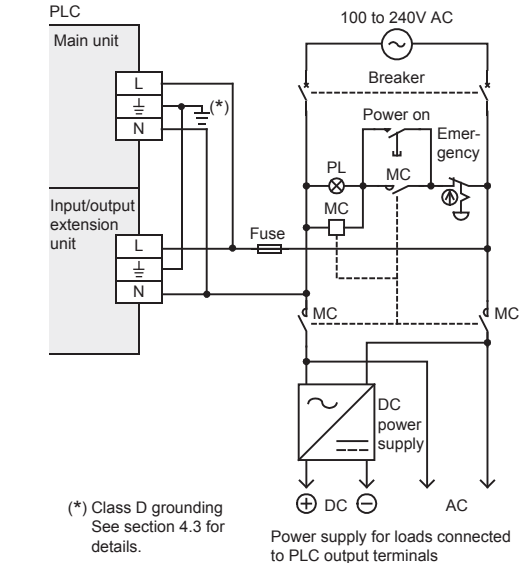 PLC
100 to 240V AC
Main unit
Breaker
L
(*)
N
Power on
Emer-
gency
PL
MC
MC
Input/output
extension
unit
Fuse
L
N
MC
MC
DC
power
supply
DC
AC
(*) Class D grounding
See section 4.3 for
details.
Power supply for loads connected
to PLC output terminals